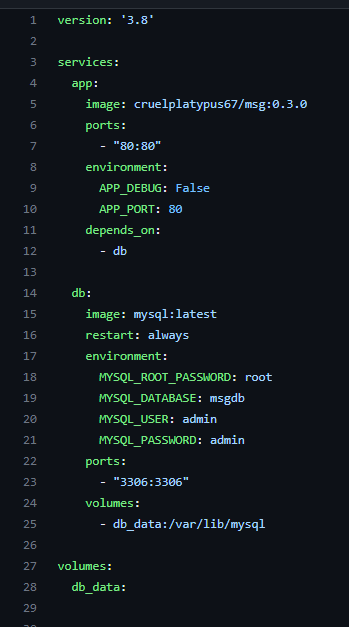 1 version: '3.8'
2
3 services:
4   app:
5     image: cruelplatypus67/msg:0.3.0
6     ports:
7       - "80:80"
8     environment:
9       APP_DEBUG: False
10       APP_PORT: 80
11     depends_on:
12       - db
13
14   db:
15     image: mysql:latest
16     restart: always
17     environment:
18       MYSQL_ROOT_PASSWORD: root
19       MYSQL_DATABASE: msgdb
20       MYSQL_USER: admin
21       MYSQL_PASSWORD: admin
22     ports:
23       - "3306:3306"
24     volumes:
25       - db_data:/var/lib/mysql
26
27 volumes:
28   db_data:
29